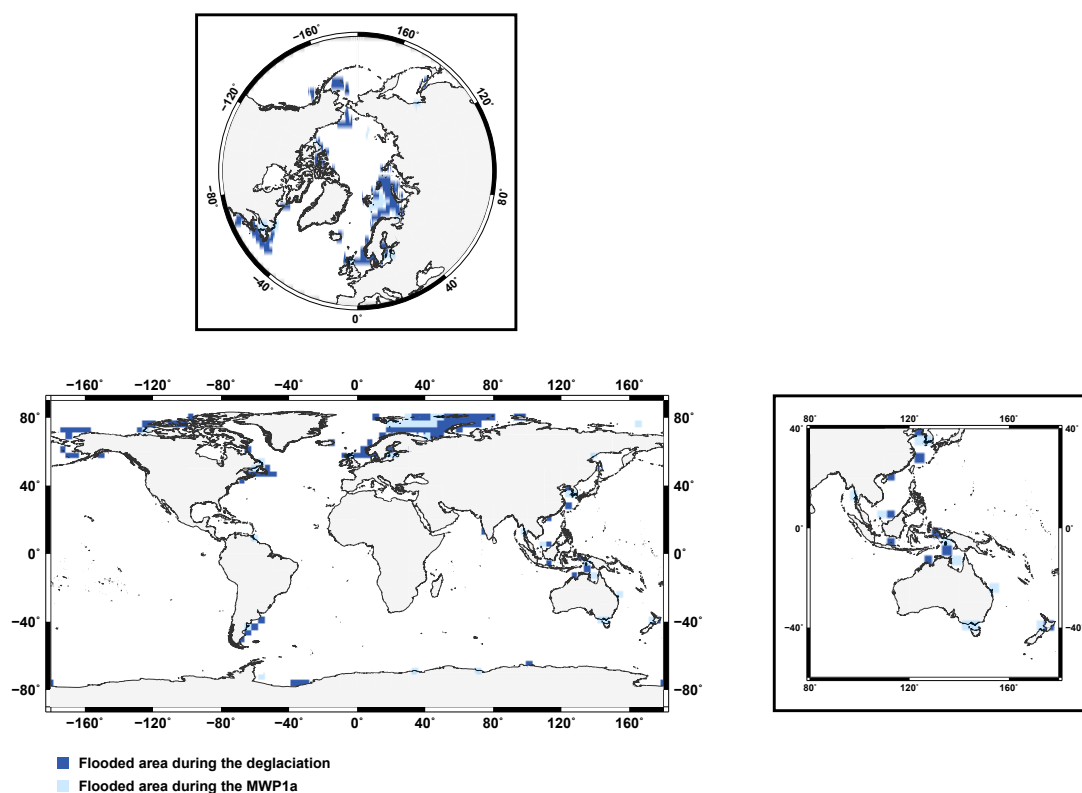 −160˚ 160˚
−120˚ 120˚
−80˚ 80˚
−40˚ 40˚
0˚
−160˚ −120˚ −80˚ −40˚ 0˚ 40˚ 80˚ 120˚ 160˚
80˚ 80˚
40˚ 40˚
0˚ 0˚
−40˚ −40˚
−80˚ −80˚
−160˚ −120˚ −80˚ −40˚ 0˚ 40˚ 80˚ 120˚ 160˚
80˚ 120˚ 160˚
40˚ 40˚
0˚ 0˚
−40˚ −40˚
80˚ 120˚ 160˚
Flooded area during the deglaciation
Flooded area during the MWP1a